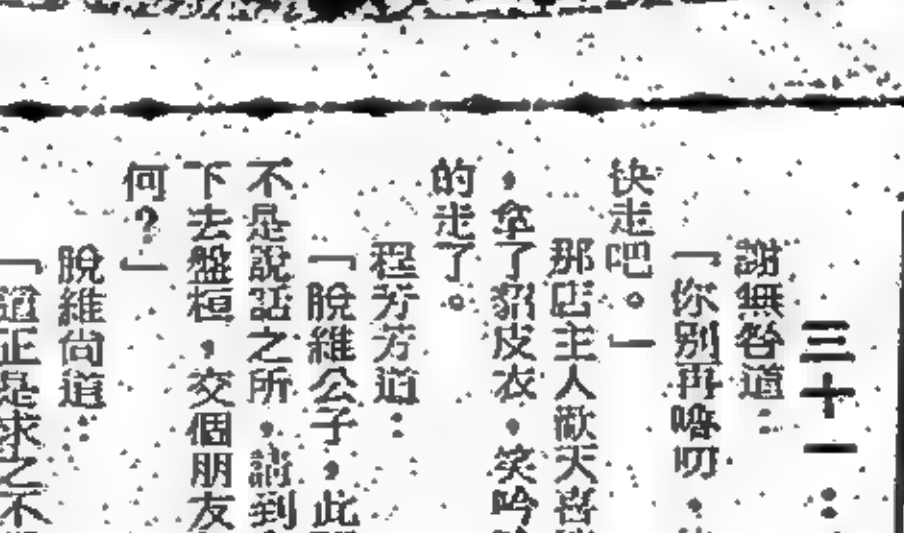 三十一：
謝無咎道：
「你別再嚕叨，
快走吧。」
那店主人歡天喜
，拿了貂皮衣，笑吟
的走了。
程芳芳道：
「脫維公子，此
不是說話之所，請到
下去盤桓，交個朋友
何？」
脫維尚道：
「這正是求之不